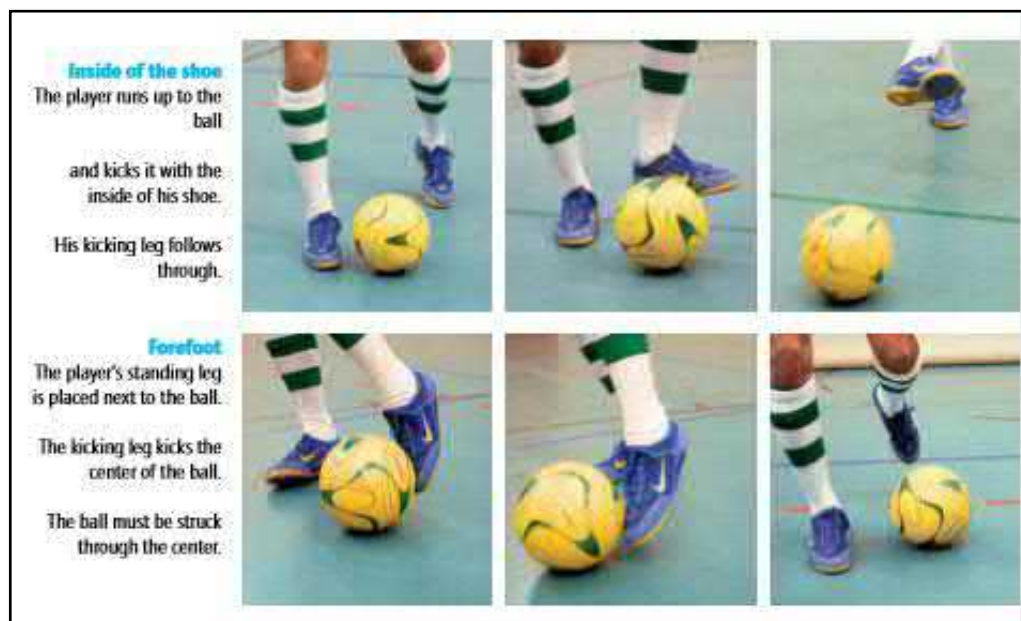 Inside of the shoe
The player runs up to the
ball
and kicks it with the
inside of his shoe.
His kicking leg follows
through.
Forefoot
The player's standing leg
is placed next to the ball.
The kicking leg kicks the
center of the ball.
The ball must be struck
through the center.